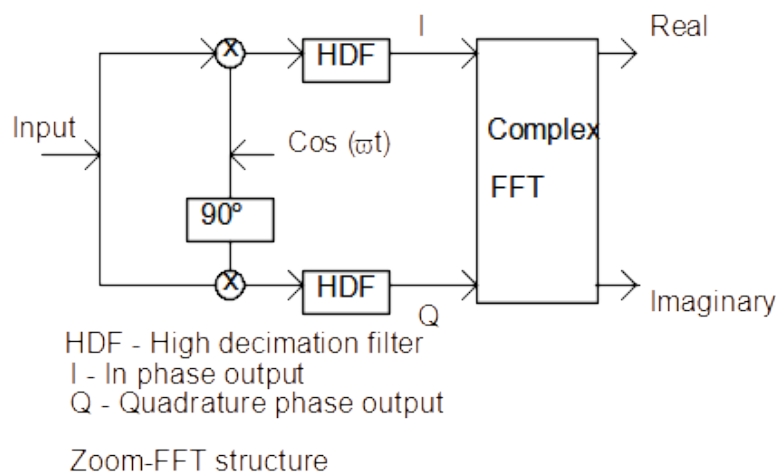 I
Real
X
HDF
Input
Cos (ϖt)
Complex
FFT
90º
X
HDF
Q
Imaginary
HDF - High decimation filter
I - In phase output
Q - Quadrature phase output
Zoom-FFT structure